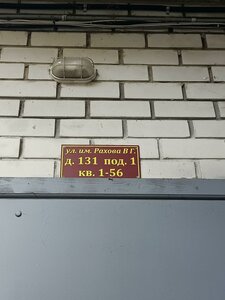 ул. им. Рахова В Г.
д. 131 под. 1
кв. 1-56